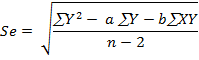 Se = √((∑Y² − a ∑Y − b∑XY)/(n − 2))